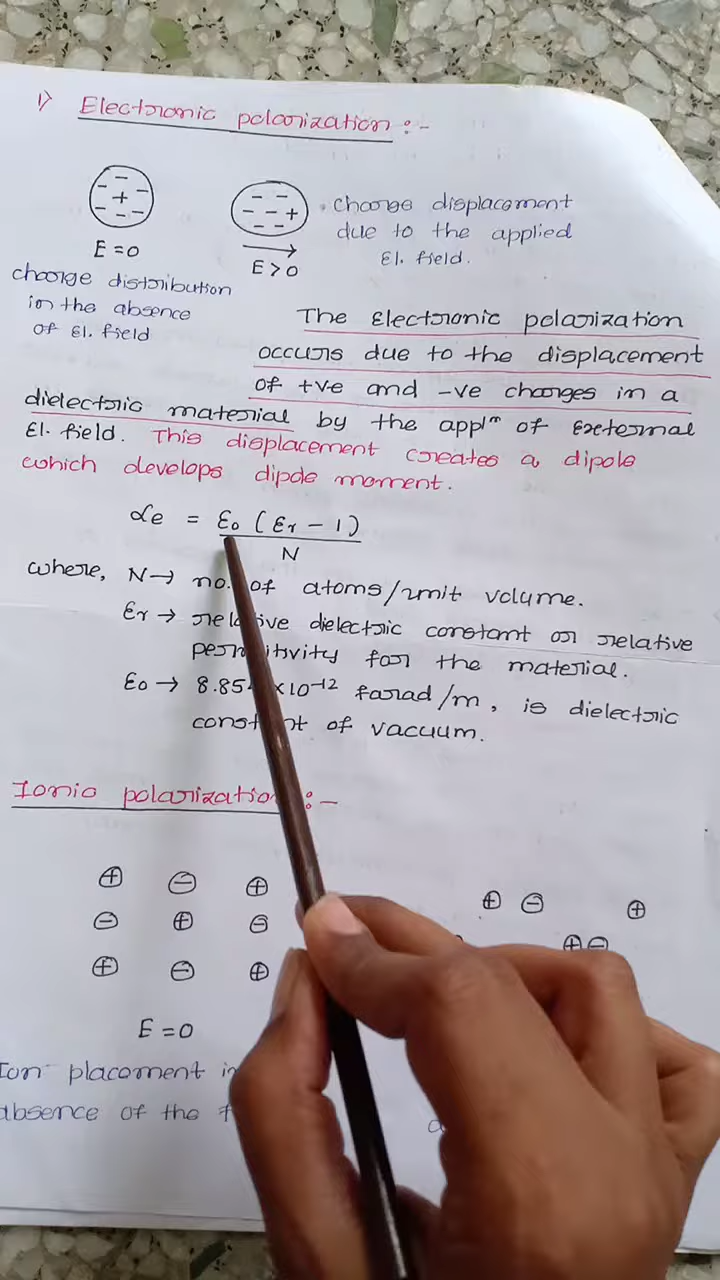 1) Electronic polarization :-
E=0
E>0
charge displacement
due to the applied
El. field.
charge distribution
in the absence
of El. field
The Electronic polarization
occurs due to the displacement
of +ve and -ve charges in a
dielectric material by the applⁿ of External
El. field. This displacement creates a dipole
which develops dipole moment.
αe = ε₀ (εr - 1)
N
where, N → no. of atoms/unit volume.
εr → relative dielectric constant or relative
permittivity for the material.
ε₀ → 8.85 ×10⁻¹² farad/m, is dielectric
constant of vacuum.
Ionic polarization :-
+ - + + - +
- + - + -
+ - +
E=0
Ion placement in
absence of the